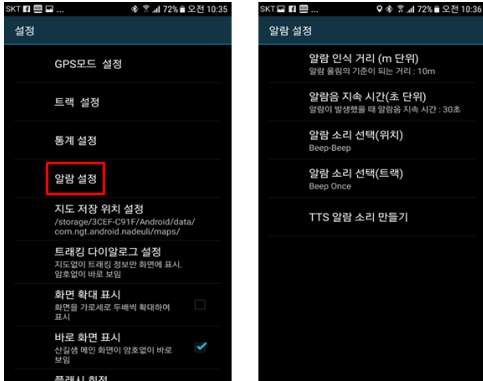 SKT ... 72% 오전 10:35
설정
GPS모드 설정
트랙 설정
통계 설정
알람 설정
지도 저장 위치 설정
/storage/3CEF-C91F/Android/data/
com.ngt.android.nadeuli/maps/
트래킹 다이알로그 설정
지도없이 트래킹 정보만 화면에 표시.
암호없이 바로 보임
화면 확대 표시
화면을 가로세로 두배씩 확대하여
표시
바로 화면 표시
산길샘 메인 화면이 암호없이 바로
보임
플래시 회전
SKT ... 72% 오전 10:36
알람 설정
알람 인식 거리 (m 단위)
알람 울림의 기준이 되는 거리 : 10m
알람음 지속 시간(초 단위)
알람이 발생했을 때 알람음 지속 시간 : 30초
알람 소리 선택(위치)
Beep-Beep
알람 소리 선택(트랙)
Beep Once
TTS 알람 소리 만들기